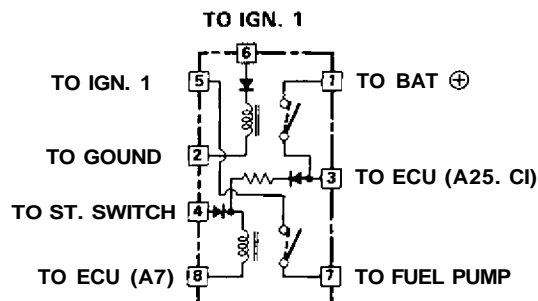 TO IGN. 1
6
5 TO IGN. 1
1 TO BAT ⊕
2 TO GOUND
3 TO ECU (A25. CI)
4 TO ST. SWITCH
8 TO ECU (A7)
7 TO FUEL PUMP